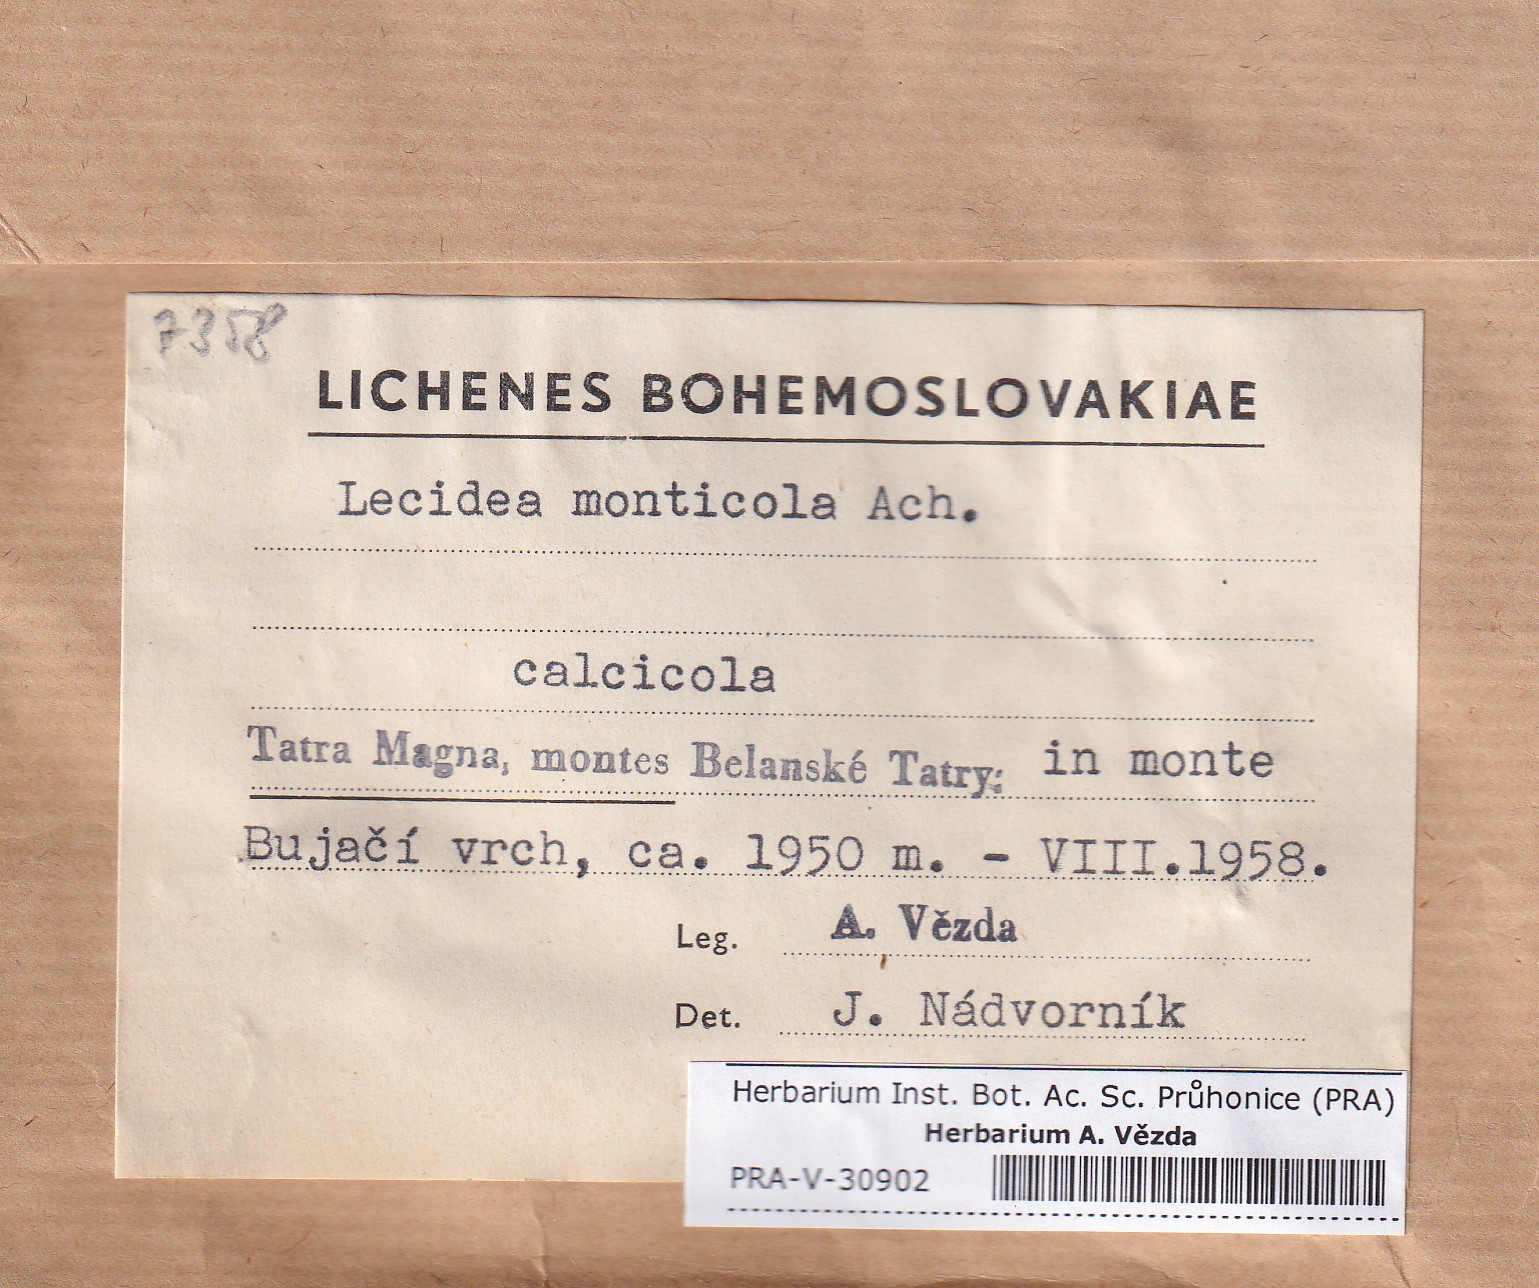 7358
LICHENES BOHEMOSLOVAKIAE
Lecidea monticola Ach.
calcicola
Tatra Magna, montes Belanské Tatry: in monte
Bujačí vrch, ca. 1950 m. - VIII.1958.
Leg. A. Vězda
Det. J. Nádvorník
Herbarium Inst. Bot. Ac. Sc. Průhonice (PRA)
Herbarium A. Vězda
PRA-V-30902